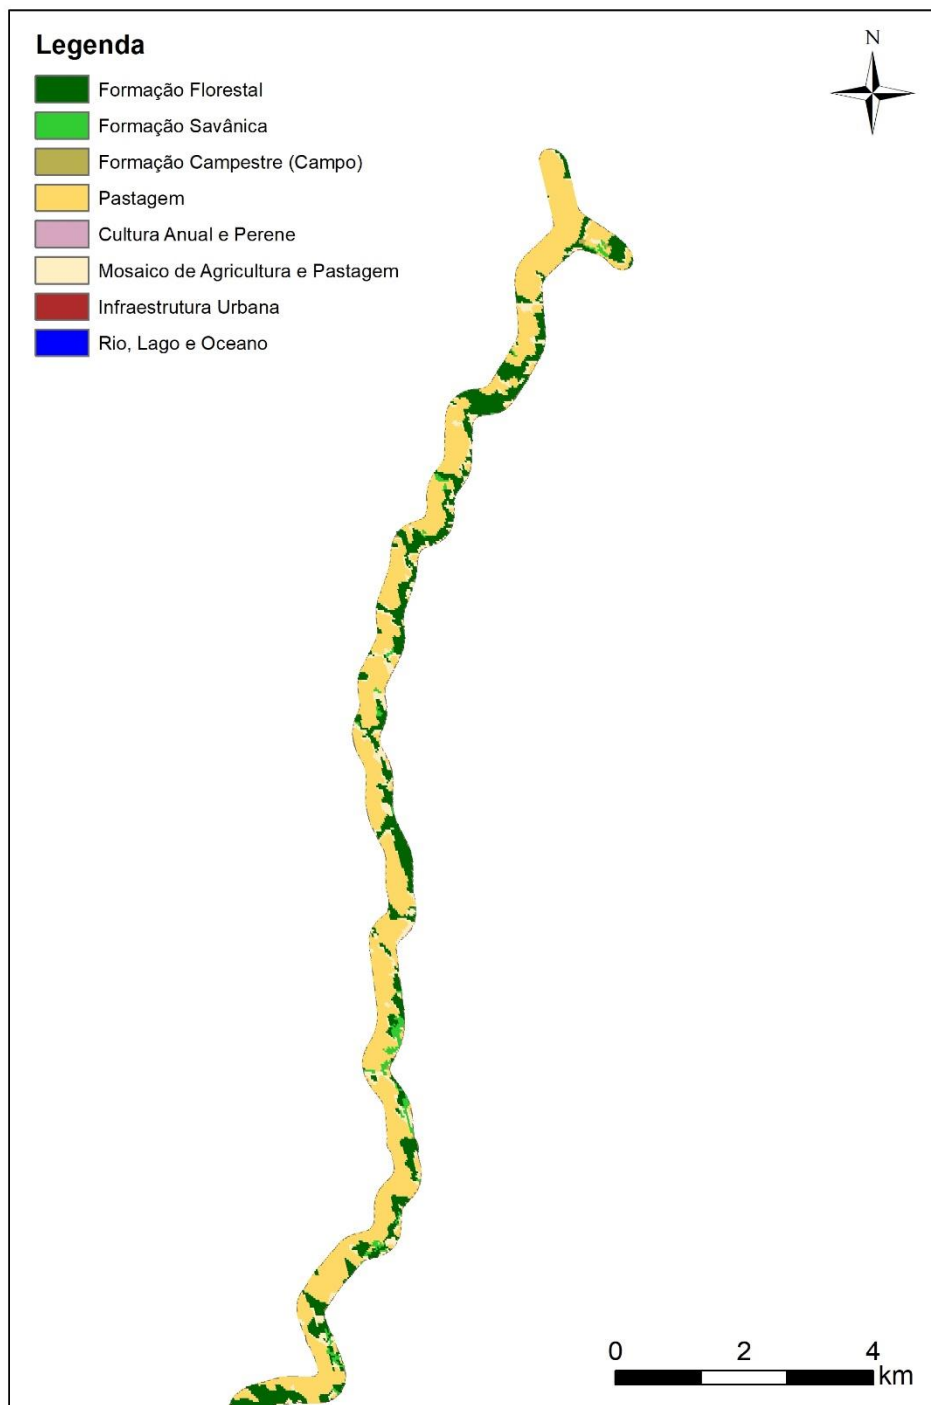 Legenda
Formação Florestal
Formação Savânica
Formação Campestre (Campo)
Pastagem
Cultura Anual e Perene
Mosaico de Agricultura e Pastagem
Infraestrutura Urbana
Rio, Lago e Oceano
N
0 2 4
km